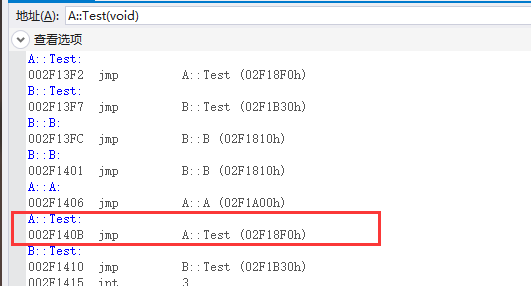 地址(A): A::Test(void)
查看选项
A::Test:
002F13F2 jmp A::Test (02F18F0h)
B::Test:
002F13F7 jmp B::Test (02F1B30h)
B::B:
002F13FC jmp B::B (02F1810h)
B::B:
002F1401 jmp B::B (02F1810h)
A::A:
002F1406 jmp A::A (02F1A00h)
A::Test:
002F140B jmp A::Test (02F18F0h)
B::Test:
002F1410 jmp B::Test (02F1B30h)
002F1415 int 3